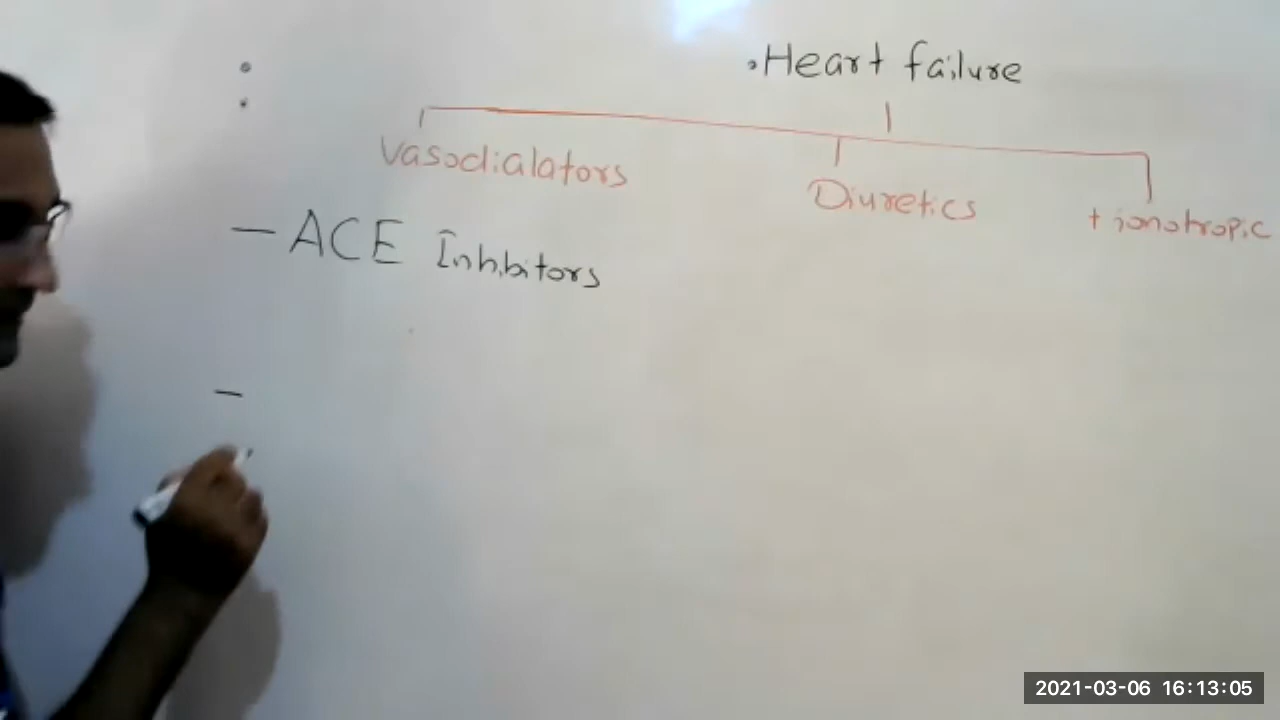 Heart failure
Vasodialators
Diuretics
+ ionotropic
- ACE Inhibitors
-
2021-03-06 16:13:05